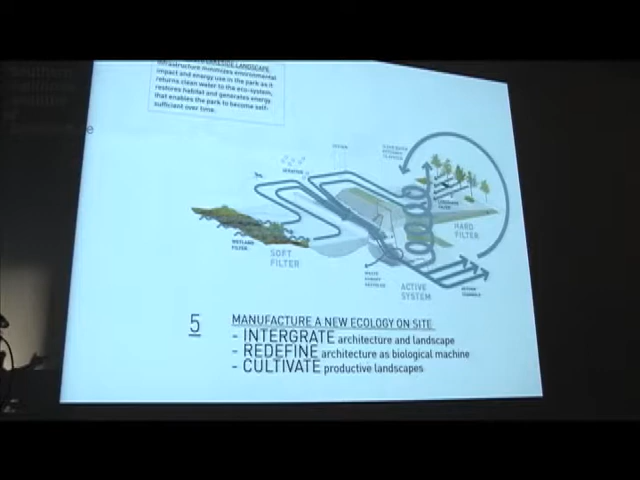 LAKESIDE LANDSCAPE
infrastructure minimizes environmental
impact and energy use in the park as it
returns clean water to the eco-system,
restores habitat and generates energy
that enables the park to become self-
sufficient over time.
e
WETLAND
FILTER
SOFT
FILTER
HARD
FILTER
ACTIVE
SYSTEM
5
MANUFACTURE A NEW ECOLOGY ON SITE
- INTERGRATE architecture and landscape
- REDEFINE architecture as biological machine
- CULTIVATE productive landscapes